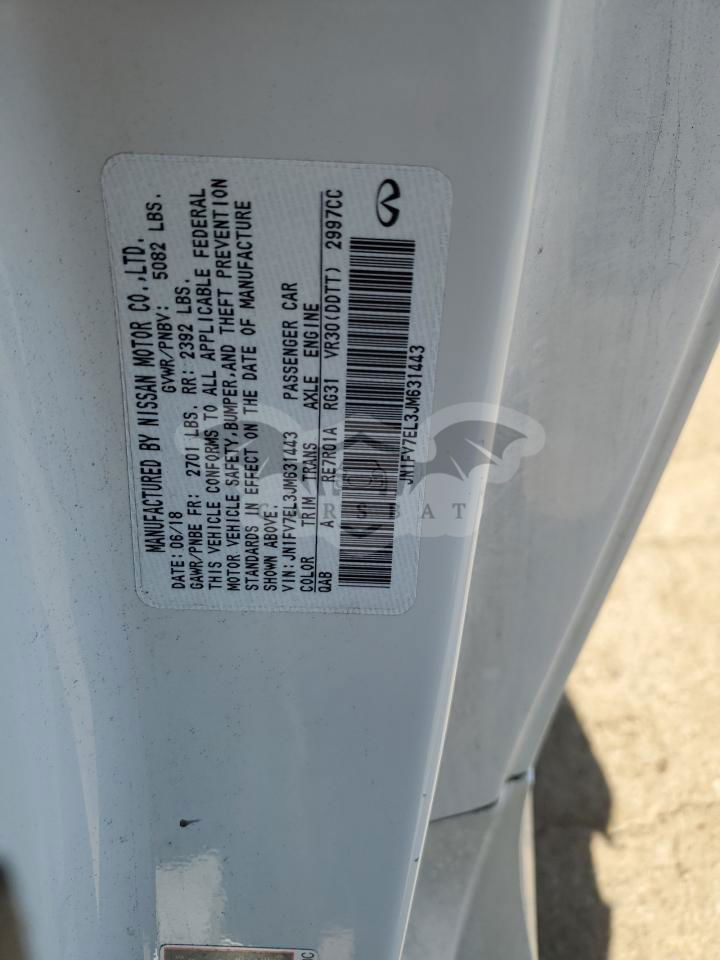 MANUFACTURED BY NISSAN MOTOR CO.,LTD.
DATE: 06/18 GVWR/PNBV: 5082 LBS.
GAWR/PNBE FR: 2701 LBS. RR: 2392 LBS.
THIS VEHICLE CONFORMS TO ALL APPLICABLE FEDERAL
MOTOR VEHICLE SAFETY,BUMPER,AND THEFT PREVENTION
STANDARDS IN EFFECT ON THE DATE OF MANUFACTURE
SHOWN ABOVE.
VIN:JN1FV7EL3JM631443 PASSENGER CAR
COLOR TRIM TRANS AXLE ENGINE
QAB A RE7R01A RG31 VR30(DDTT) 2997CC
JN1FV7EL3JM631443
CARSBAT